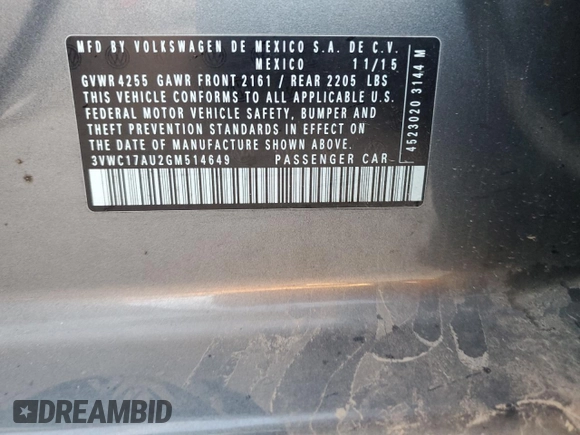 MFD BY VOLKSWAGEN DE MEXICO S.A. DE C.V.
MEXICO 11/15
GVWR 4255 GAWR FRONT 2161 / REAR 2205 LBS
THIS VEHICLE CONFORMS TO ALL APPLICABLE U.S.
FEDERAL MOTOR VEHICLE SAFETY, BUMPER AND
THEFT PREVENTION STANDARDS IN EFFECT ON
THE DATE OF MANUFACTURE SHOWN ABOVE.
3VWC17AU2GM514649 PASSENGER CAR
4523020 3144 M
DREAMBID